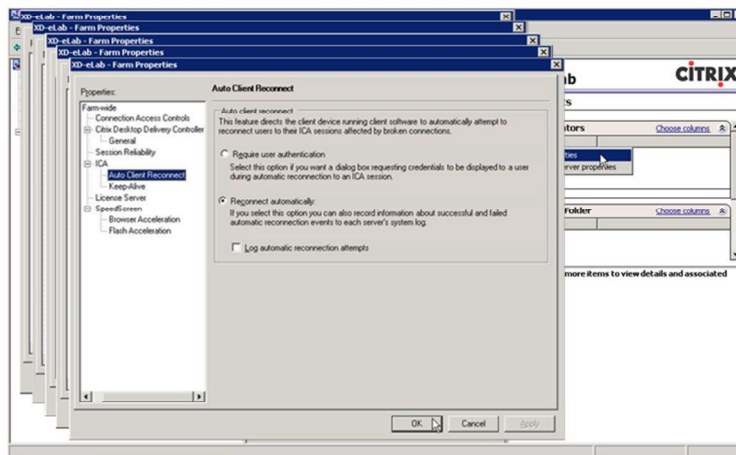 XD-eLab - Farm Properties
XD-eLab - Farm Properties
XD-eLab - Farm Properties
XD-eLab - Farm Properties
XD-eLab - Farm Properties
CITRIX
Properties:
Farm-wide
Connection Access Controls
Citrix Desktop Delivery Controller
General
Session Reliability
ICA
Auto Client Reconnect
Keep-Alive
License Server
SpeedScreen
Browser Acceleration
Flash Acceleration
Auto Client Reconnect
Auto client reconnect
This feature directs the client device running client software to automatically attempt to
reconnect users to their ICA sessions affected by broken connections.
Require user authentication
Select this option if you want a dialog box requesting credentials to be displayed to a user
during automatic reconnection to an ICA session.
Reconnect automatically:
If you select this option you can also record information about successful and failed
automatic reconnection events to each server's system log.
Log automatic reconnection attempts
OK
Cancel
Apply
ators
Choose columns
ties
erver properties
Folder
Choose columns
more items to view details and associated